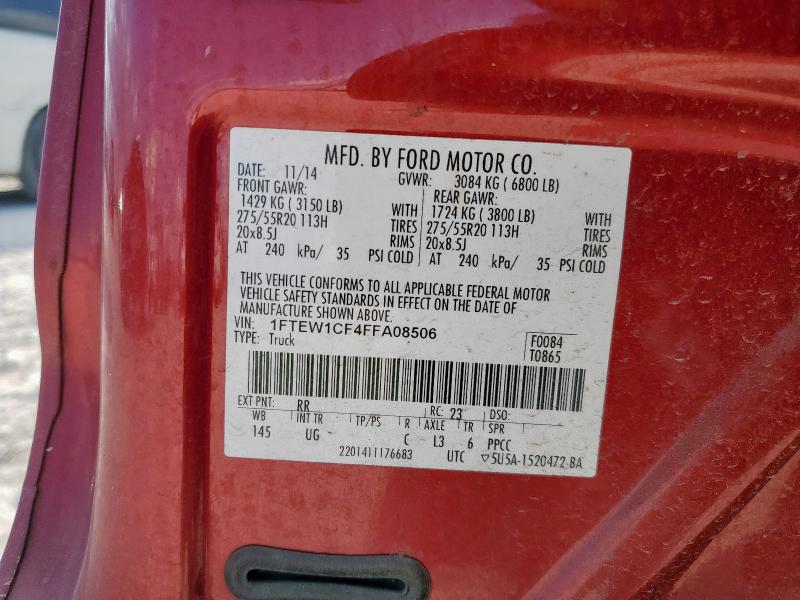 MFD. BY FORD MOTOR CO.
DATE: 11/14 GVWR: 3084 KG ( 6800 LB)
FRONT GAWR: REAR GAWR:
1429 KG ( 3150 LB) WITH 1724 KG ( 3800 LB) WITH
275/55R20 113H TIRES 275/55R20 113H TIRES
20x8.5J RIMS 20x8.5J RIMS
AT 240 kPa/ 35 PSI COLD AT 240 kPa/ 35 PSI COLD
THIS VEHICLE CONFORMS TO ALL APPLICABLE FEDERAL MOTOR
VEHICLE SAFETY STANDARDS IN EFFECT ON THE DATE OF
MANUFACTURE SHOWN ABOVE.
VIN: 1FTEW1CF4FFA08506
TYPE: Truck
F0084
T0865
EXT PNT: RR RC: 23 DSO:
WB INT TR TP/PS R AXLE TR SPR
145 UG C L3 6 PPCC
2201411176683 UTC ▽5U5A-1520472-BA